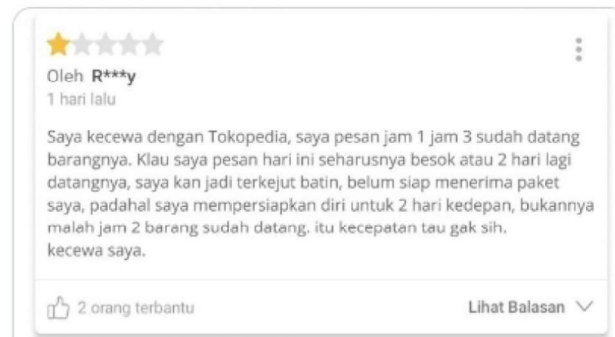 Oleh R***y
1 hari lalu
Saya kecewa dengan Tokopedia, saya pesan jam 1 jam 3 sudah datang
barangnya. Klau saya pesan hari ini seharusnya besok atau 2 hari lagi
datangnya, saya kan jadi terkejut batin, belum siap menerima paket
saya, padahal saya mempersiapkan diri untuk 2 hari kedepan, bukannya
malah jam 2 barang sudah datang. itu kecepatan tau gak sih.
kecewa saya.
2 orang terbantu
Lihat Balasan